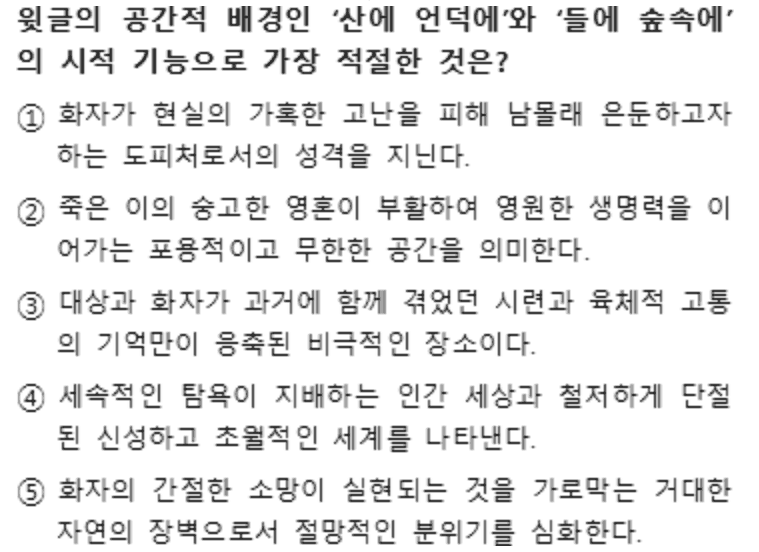 윗글의 공간적 배경인 ‘산에 언덕에’와 ‘들에 숲속에’
의 시적 기능으로 가장 적절한 것은?
① 화자가 현실의 가혹한 고난을 피해 남몰래 은둔하고자
하는 도피처로서의 성격을 지닌다.
② 죽은 이의 숭고한 영혼이 부활하여 영원한 생명력을 이
어가는 포용적이고 무한한 공간을 의미한다.
③ 대상과 화자가 과거에 함께 겪었던 시련과 육체적 고통
의 기억만이 응축된 비극적인 장소이다.
④ 세속적인 탐욕이 지배하는 인간 세상과 철저하게 단절
된 신성하고 초월적인 세계를 나타낸다.
⑤ 화자의 간절한 소망이 실현되는 것을 가로막는 거대한
자연의 장벽으로서 절망적인 분위기를 심화한다.